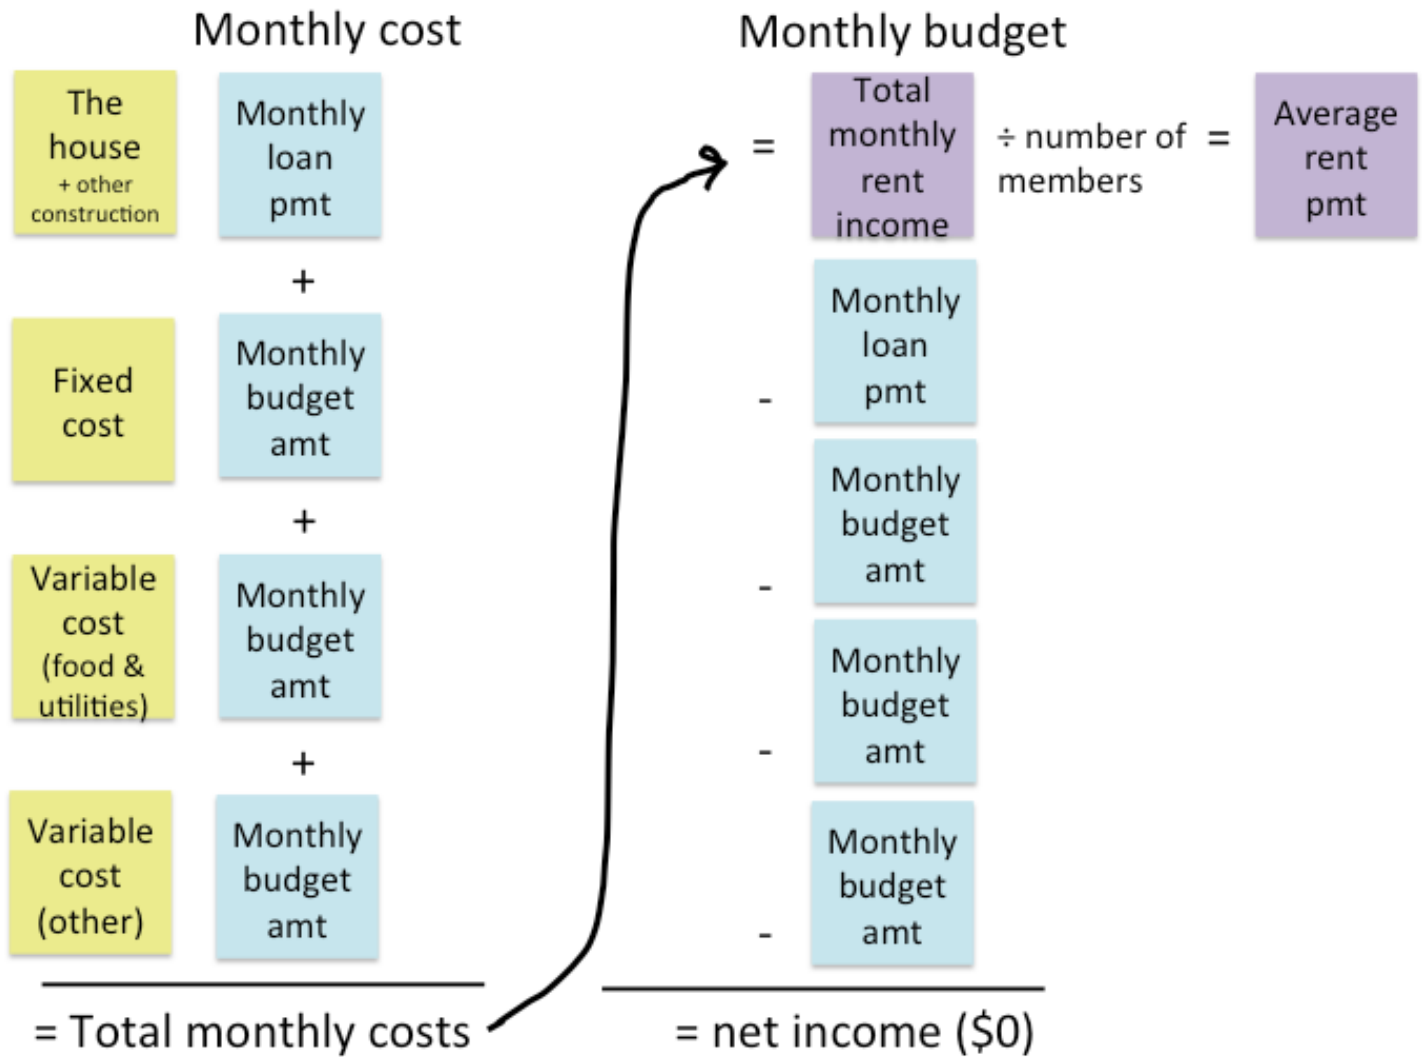 Monthly cost
The
house
+ other
construction
Monthly
loan
pmt
+
Fixed
cost
Monthly
budget
amt
+
Variable
cost
(food &
utilities)
Monthly
budget
amt
+
Variable
cost
(other)
Monthly
budget
amt
= Total monthly costs
Monthly budget
=
Total
monthly
rent
income
÷ number of
members
=
Average
rent
pmt
-
Monthly
loan
pmt
-
Monthly
budget
amt
-
Monthly
budget
amt
-
Monthly
budget
amt
= net income ($0)